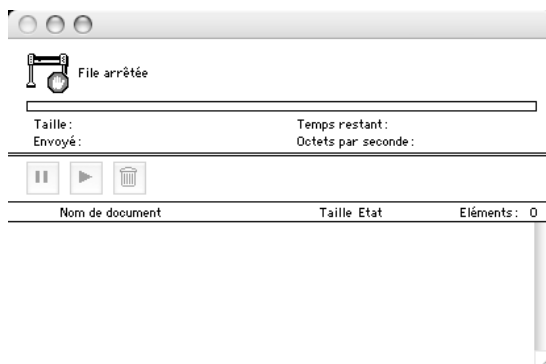 File arrêtée
Taille: Temps restant:
Envoyé: Octets par seconde:
Nom de document Taille Etat Eléments: 0